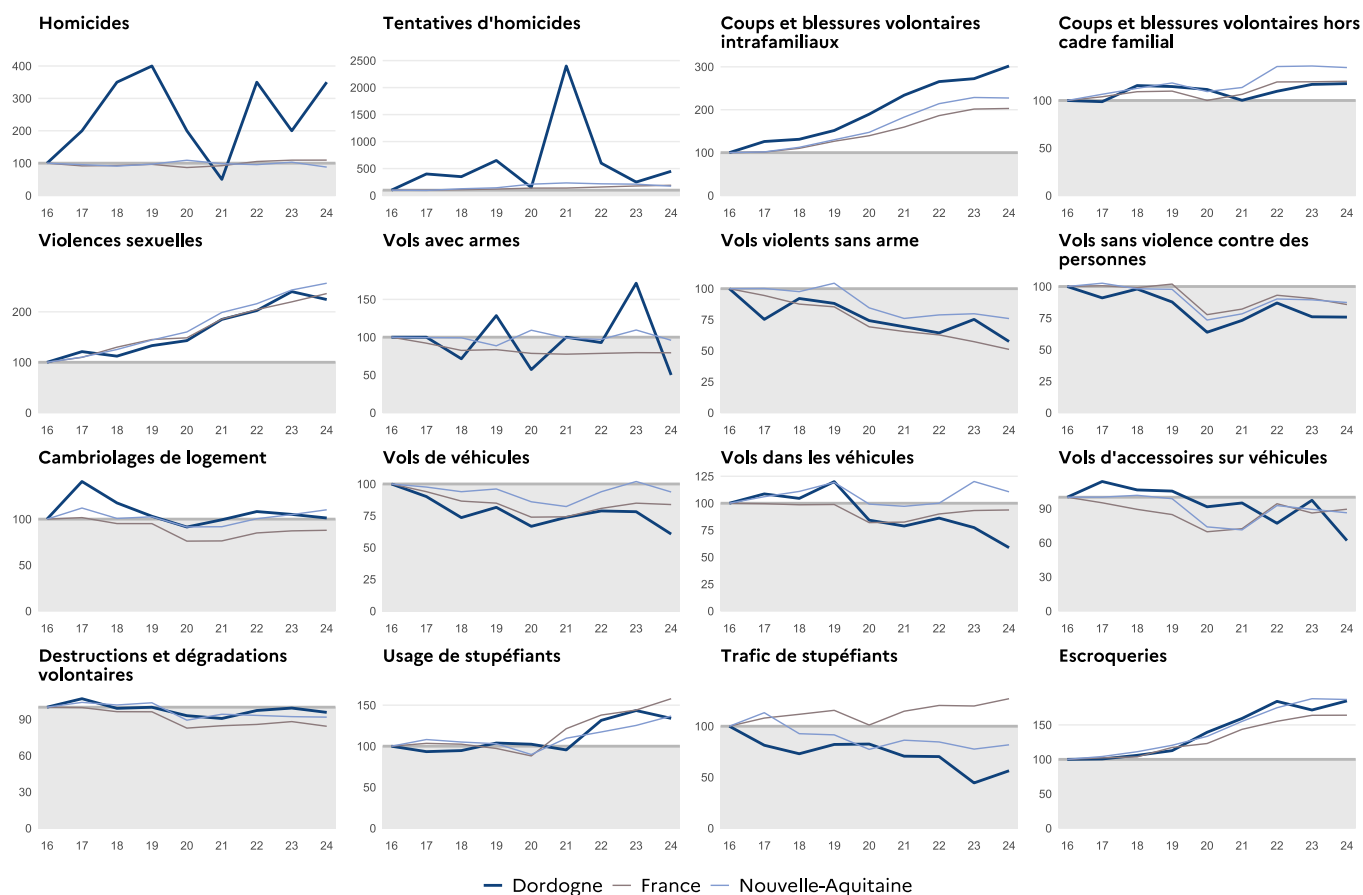 Homicides
400
300
200
100
0
16 17 18 19 20 21 22 23 24
Tentatives d'homicides
2500
2000
1500
1000
500
0
16 17 18 19 20 21 22 23 24
Coups et blessures volontaires
intrafamiliaux
300
200
100
0
16 17 18 19 20 21 22 23 24
Coups et blessures volontaires hors
cadre familial
100
50
0
16 17 18 19 20 21 22 23 24
Violences sexuelles
200
100
0
16 17 18 19 20 21 22 23 24
Vols avec armes
150
100
50
0
16 17 18 19 20 21 22 23 24
Vols violents sans arme
100
75
50
25
0
16 17 18 19 20 21 22 23 24
Vols sans violence contre des
personnes
100
75
50
25
0
16 17 18 19 20 21 22 23 24
Cambriolages de logement
100
50
0
16 17 18 19 20 21 22 23 24
Vols de véhicules
100
75
50
25
0
16 17 18 19 20 21 22 23 24
Vols dans les véhicules
125
100
75
50
25
0
16 17 18 19 20 21 22 23 24
Vols d'accessoires sur véhicules
90
60
30
0
16 17 18 19 20 21 22 23 24
Destructions et dégradations
volontaires
90
60
30
0
16 17 18 19 20 21 22 23 24
Usage de stupéfiants
150
100
50
0
16 17 18 19 20 21 22 23 24
Trafic de stupéfiants
100
50
0
16 17 18 19 20 21 22 23 24
Escroqueries
150
100
50
0
16 17 18 19 20 21 22 23 24
Dordogne France Nouvelle-Aquitaine